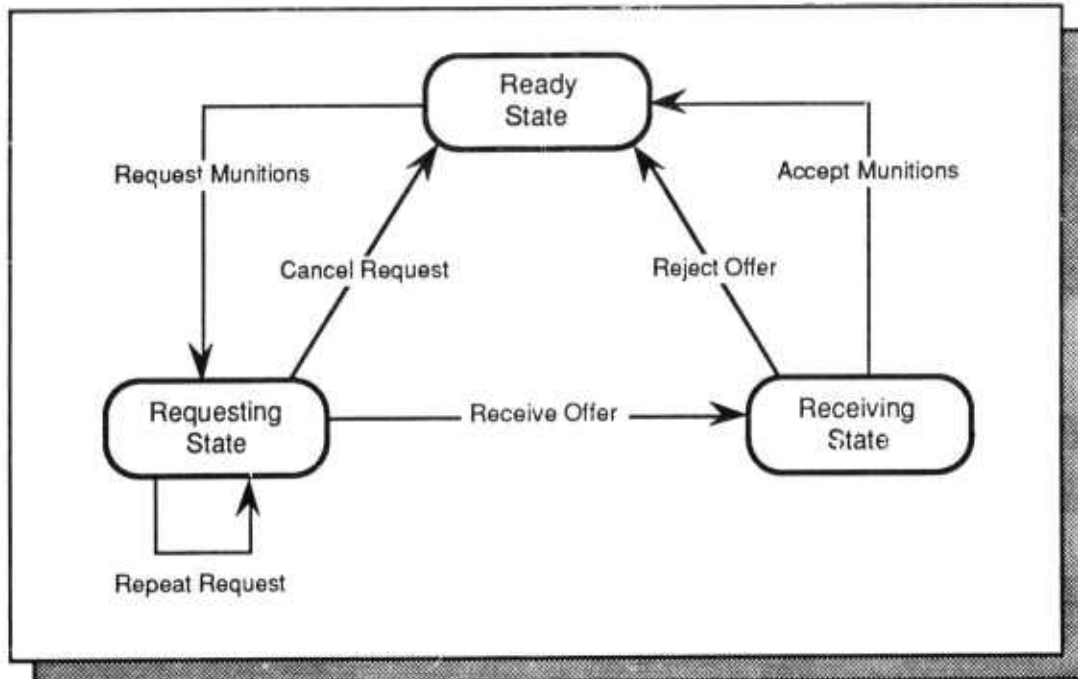 Ready
State
Request Munitions
Accept Munitions
Cancel Request
Reject Offer
Requesting
State
Receive Offer
Receiving
State
Repeat Request